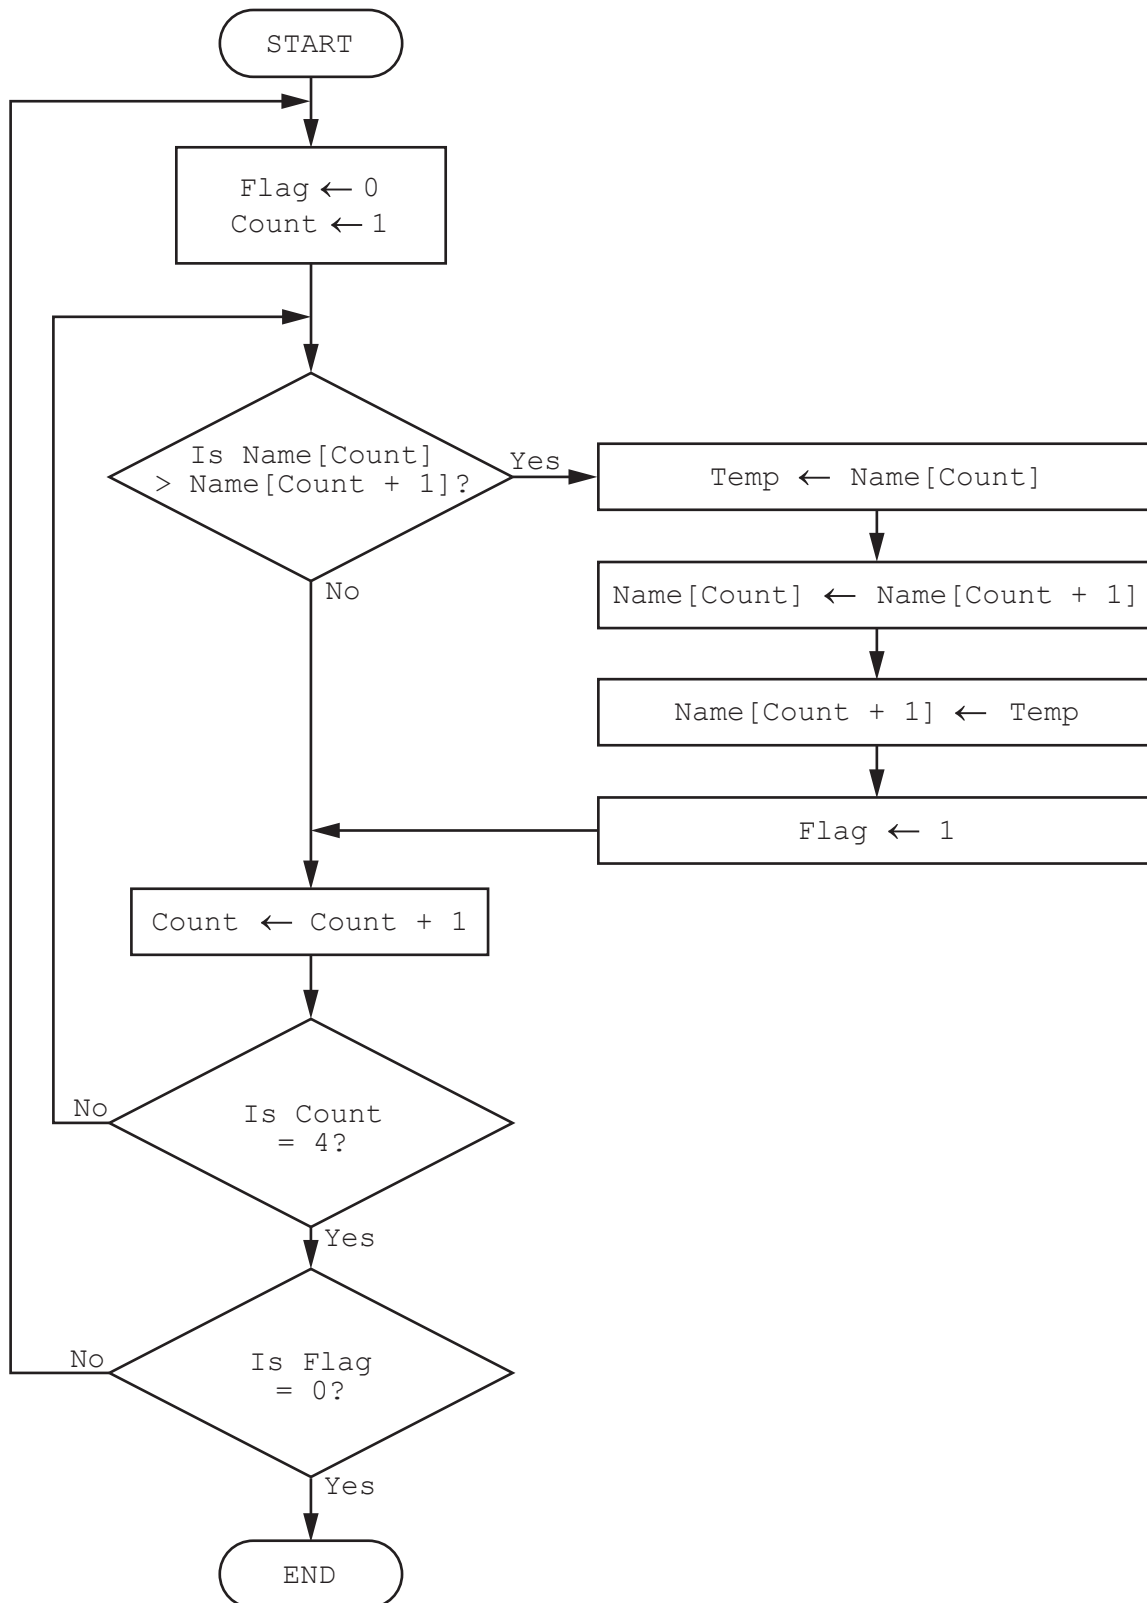 START
Flag ← 0
Count ← 1
Is Name[Count]
> Name[Count + 1]?
Yes
No
Temp ← Name[Count]
Name[Count] ← Name[Count + 1]
Name[Count + 1] ← Temp
Flag ← 1
Count ← Count + 1
Is Count
= 4?
No
Yes
Is Flag
= 0?
No
Yes
END